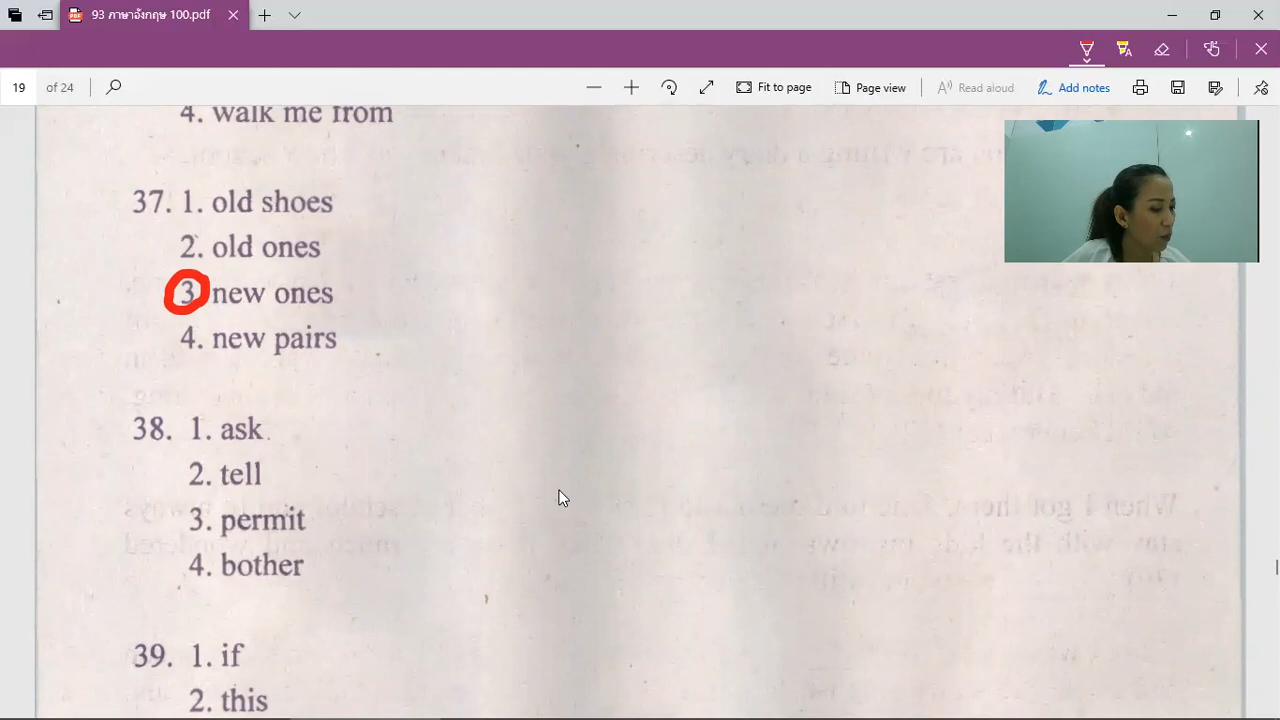 93 ภาษาอังกฤษ 100.pdf
19 of 24
Fit to page
Page view
Read aloud
Add notes
4. walk me from
37. 1. old shoes
2. old ones
3. new ones
4. new pairs
38. 1. ask
2. tell
3. permit
4. bother
39. 1. if
2. this